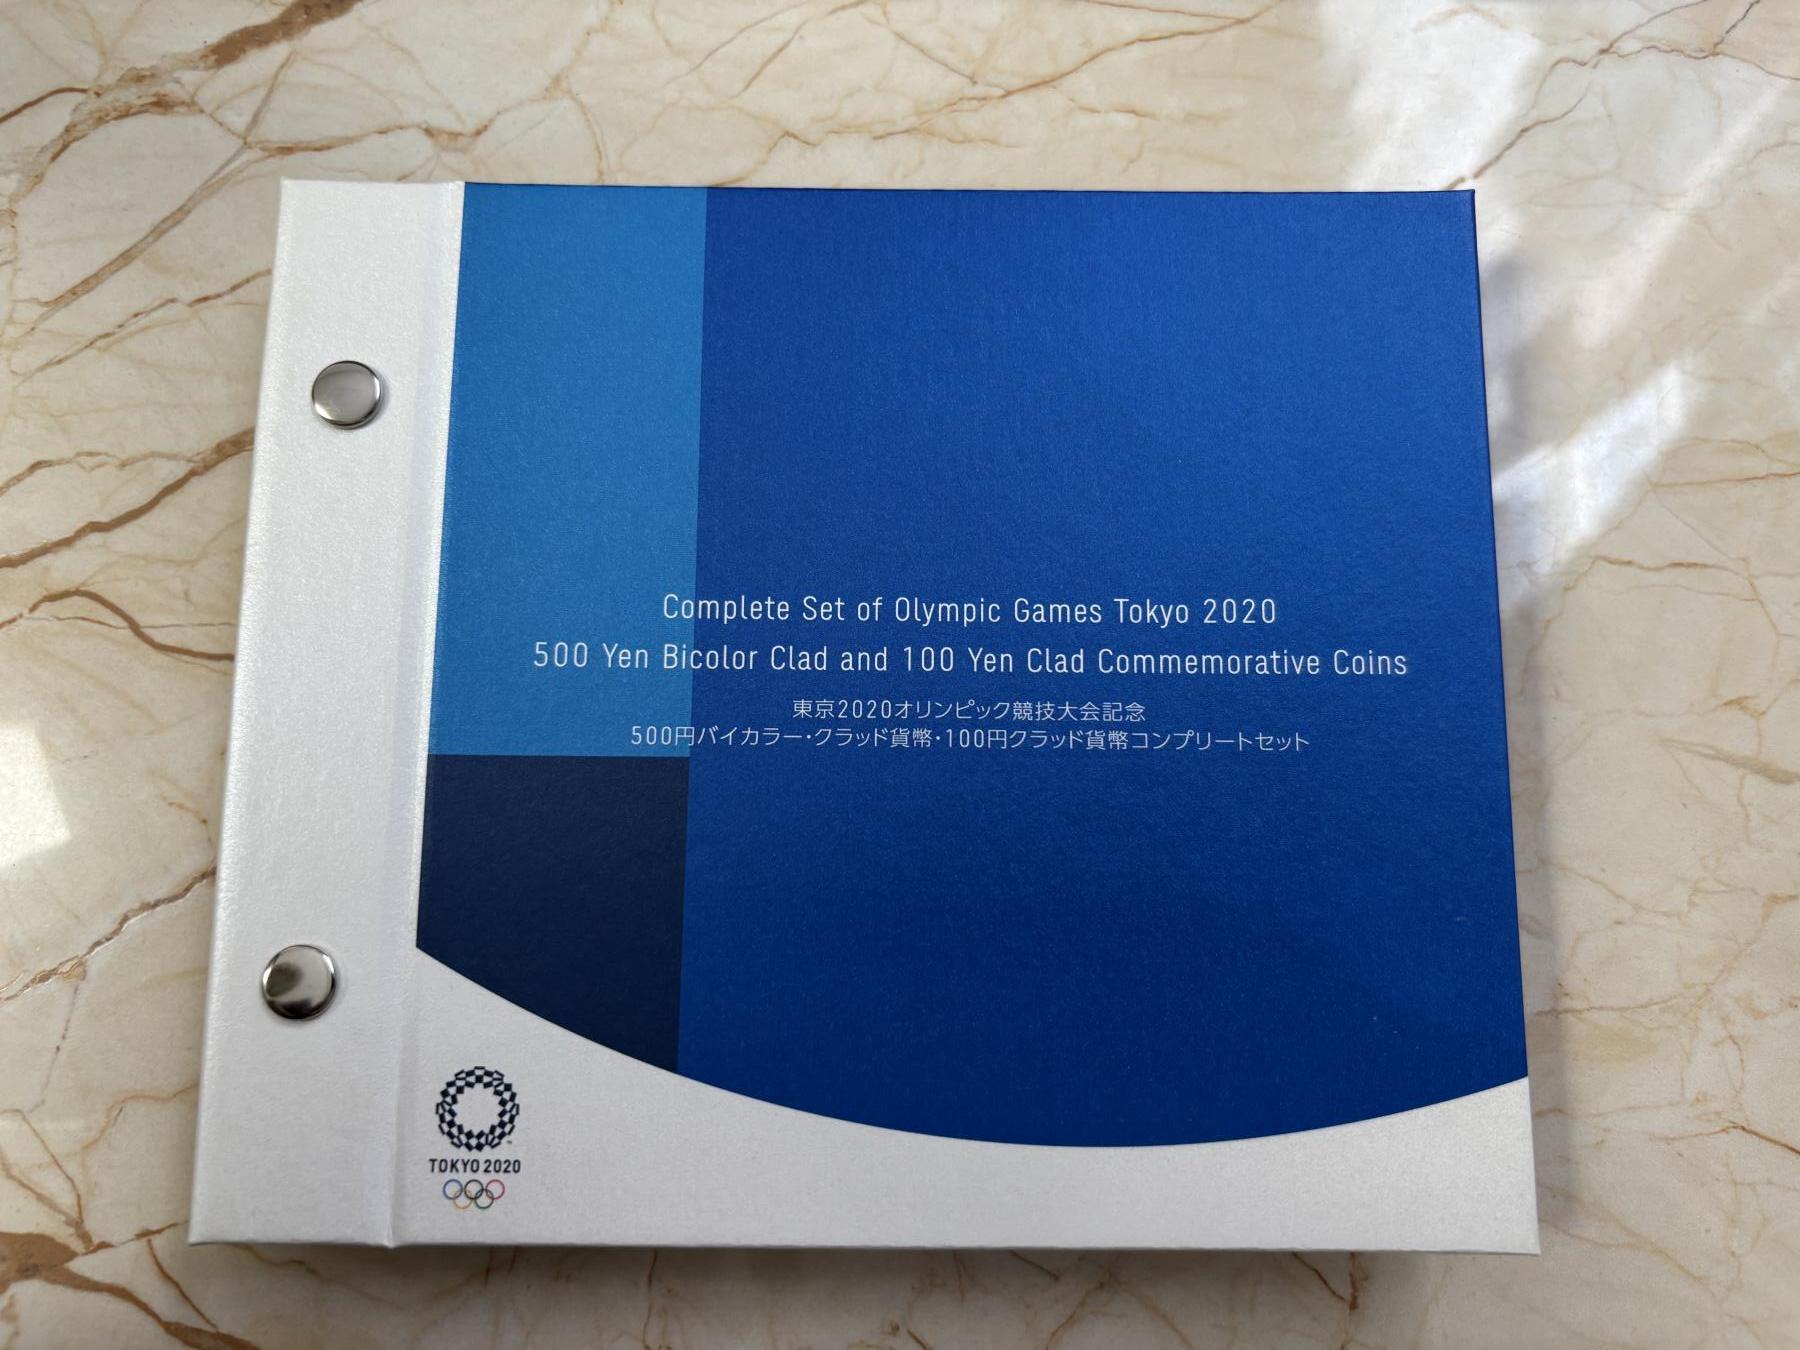 Complete Set of Olympic Games Tokyo 2020
500 Yen Bicolor Clad and 100 Yen Clad Commemorative Coins
東京2020オリンピック競技大会記念
500円バイカラー・クラッド貨幣・100円クラッド貨幣コンプリートセット
TOKYO 2020